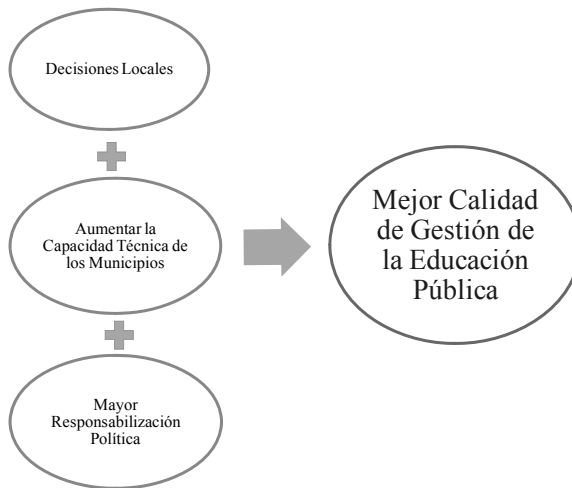 Decisiones Locales
Aumentar la
Capacidad Técnica de
los Municipios
Mayor
Responsabilización
Política
Mejor Calidad
de Gestión de
la Educación
Pública